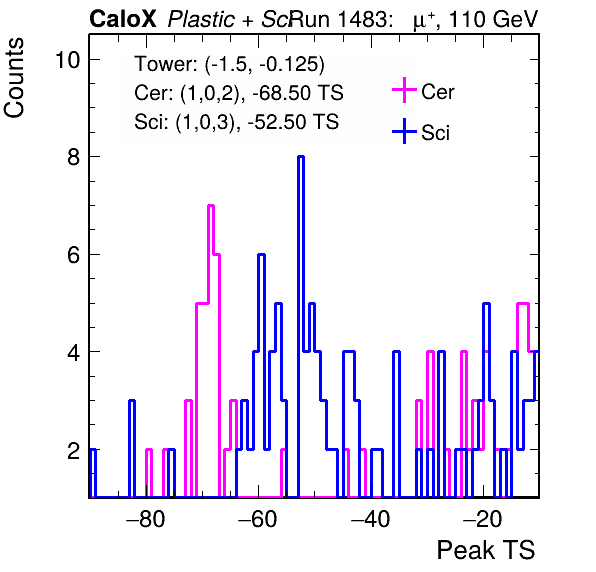 CaloX Plastic + Sci Run 1483: μ⁺, 110 GeV
Counts
Tower: (-1.5, -0.125)
Cer: (1,0,2), -68.50 TS
Sci: (1,0,3), -52.50 TS
Cer
Sci
10
8
6
4
2
−80 −60 −40 −20
Peak TS